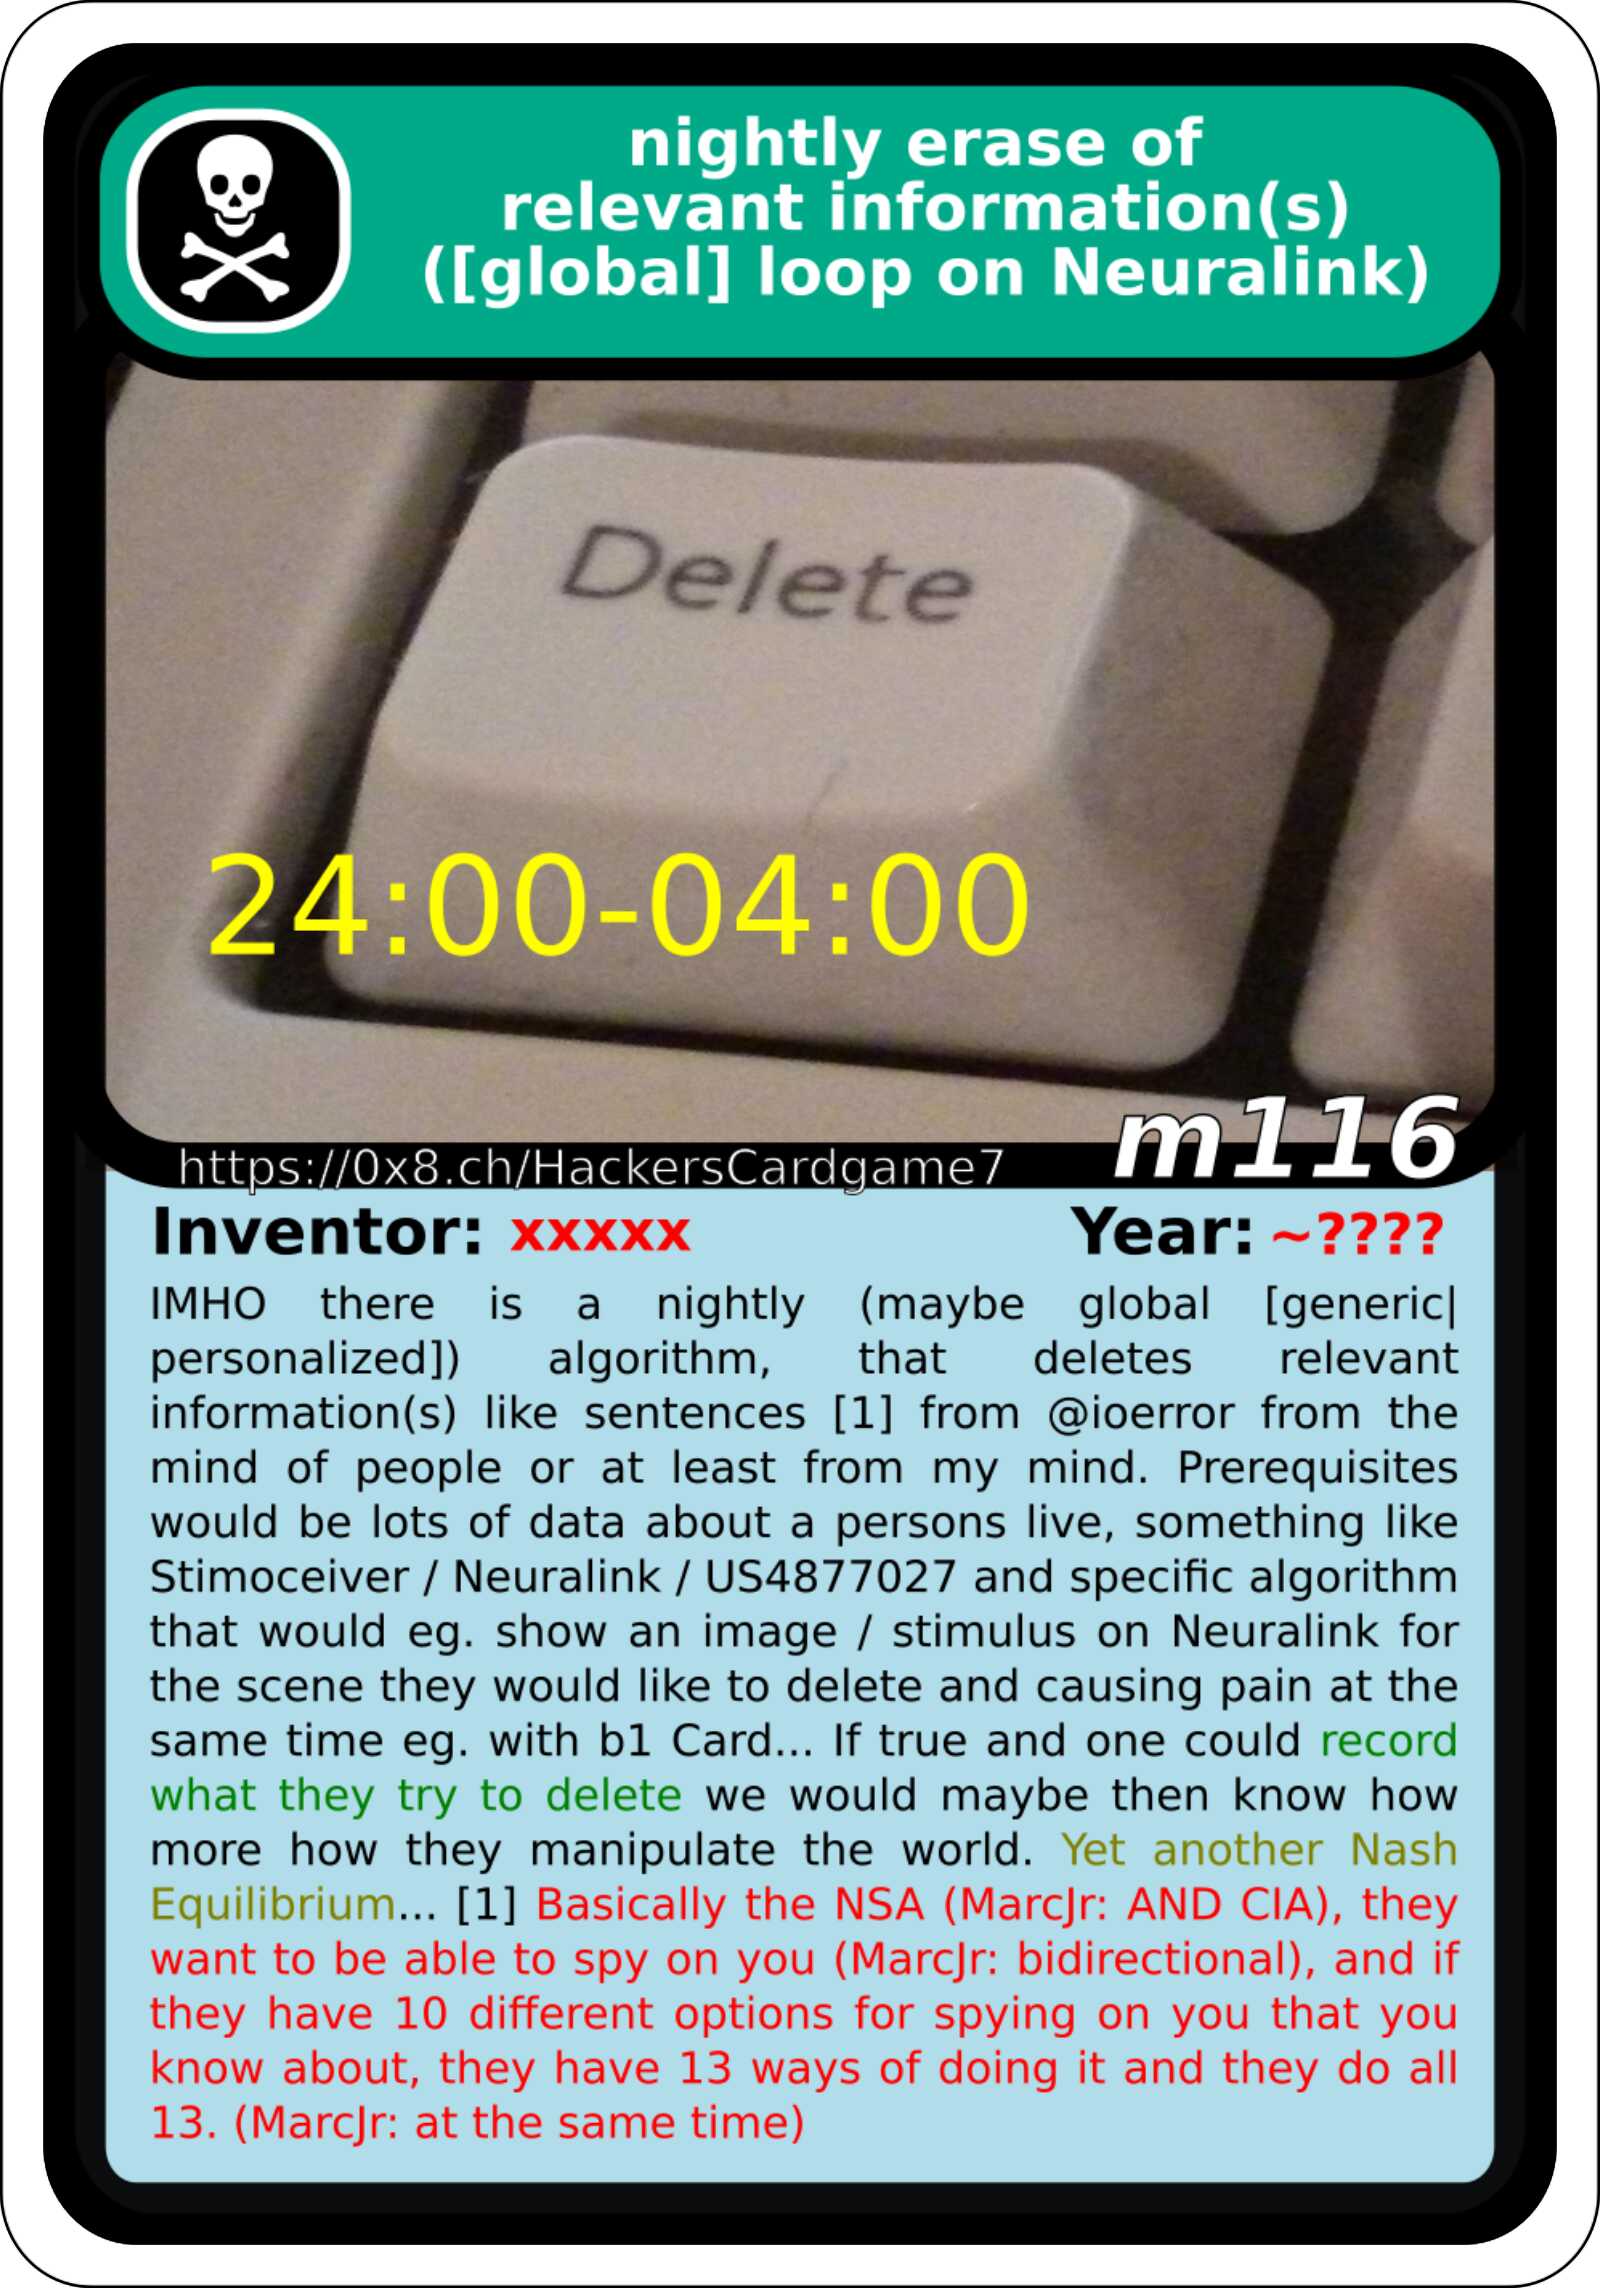 nightly erase of
relevant information(s)
([global] loop on Neuralink)
Delete
24:00-04:00
https://0x8.ch/HackersCardgame7
m116
Inventor: xxxxx
Year: ~????
IMHO there is a nightly (maybe global [generic|
personalized]) algorithm, that deletes relevant
information(s) like sentences [1] from @ioerror from the
mind of people or at least from my mind. Prerequisites
would be lots of data about a persons live, something like
Stimoceiver / Neuralink / US4877027 and specific algorithm
that would eg. show an image / stimulus on Neuralink for
the scene they would like to delete and causing pain at the
same time eg. with b1 Card... If true and one could record
what they try to delete we would maybe then know how
more how they manipulate the world. Yet another Nash
Equilibrium... [1] Basically the NSA (MarcJr: AND CIA), they
want to be able to spy on you (MarcJr: bidirectional), and if
they have 10 different options for spying on you that you
know about, they have 13 ways of doing it and they do all
13. (MarcJr: at the same time)